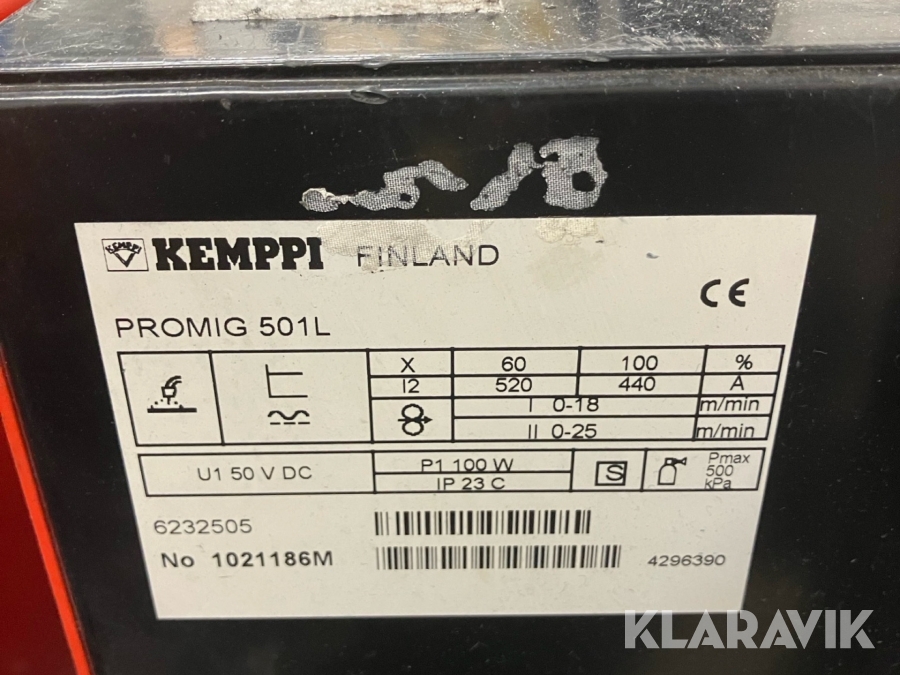 KEMPPI KEMPPI FINLAND
CE
PROMIG 501L
X 60 100 %
I2 520 440 A
I 0-18 m/min
II 0-25 m/min
U1 50 V DC
P1 100 W
IP 23 C
S
Pmax
500
kPa
6232505
No 1021186M
4296390
KLARAVIK